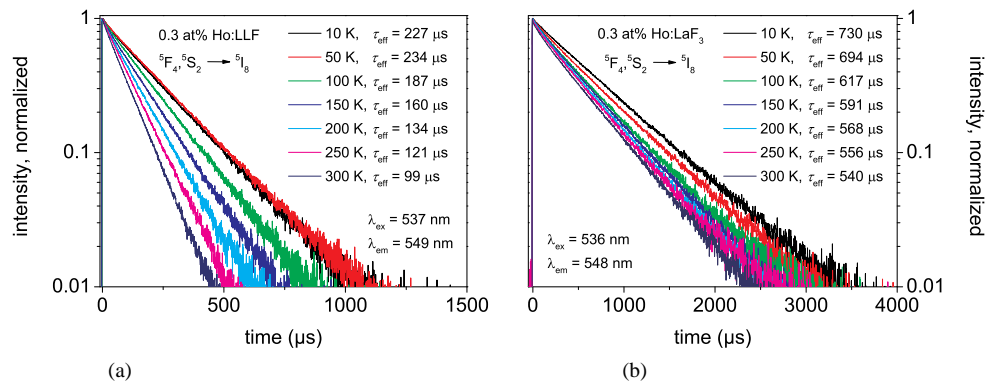 0.3 at% Ho:LLF
⁵F₄,⁵S₂ → ⁵I₈
10 K, τeff = 227 µs
50 K, τeff = 234 µs
100 K, τeff = 187 µs
150 K, τeff = 160 µs
200 K, τeff = 134 µs
250 K, τeff = 121 µs
300 K, τeff = 99 µs
λex = 537 nm
λem = 549 nm
intensity, normalized
1
0.1
0.01
0
500
1000
1500
time (µs)
(a)
0.3 at% Ho:LaF₃
⁵F₄,⁵S₂ → ⁵I₈
10 K, τeff = 730 µs
50 K, τeff = 694 µs
100 K, τeff = 617 µs
150 K, τeff = 591 µs
200 K, τeff = 568 µs
250 K, τeff = 556 µs
300 K, τeff = 540 µs
λex = 536 nm
λem = 548 nm
1
0.1
0.01
intensity, normalized
0
1000
2000
3000
4000
time (µs)
(b)